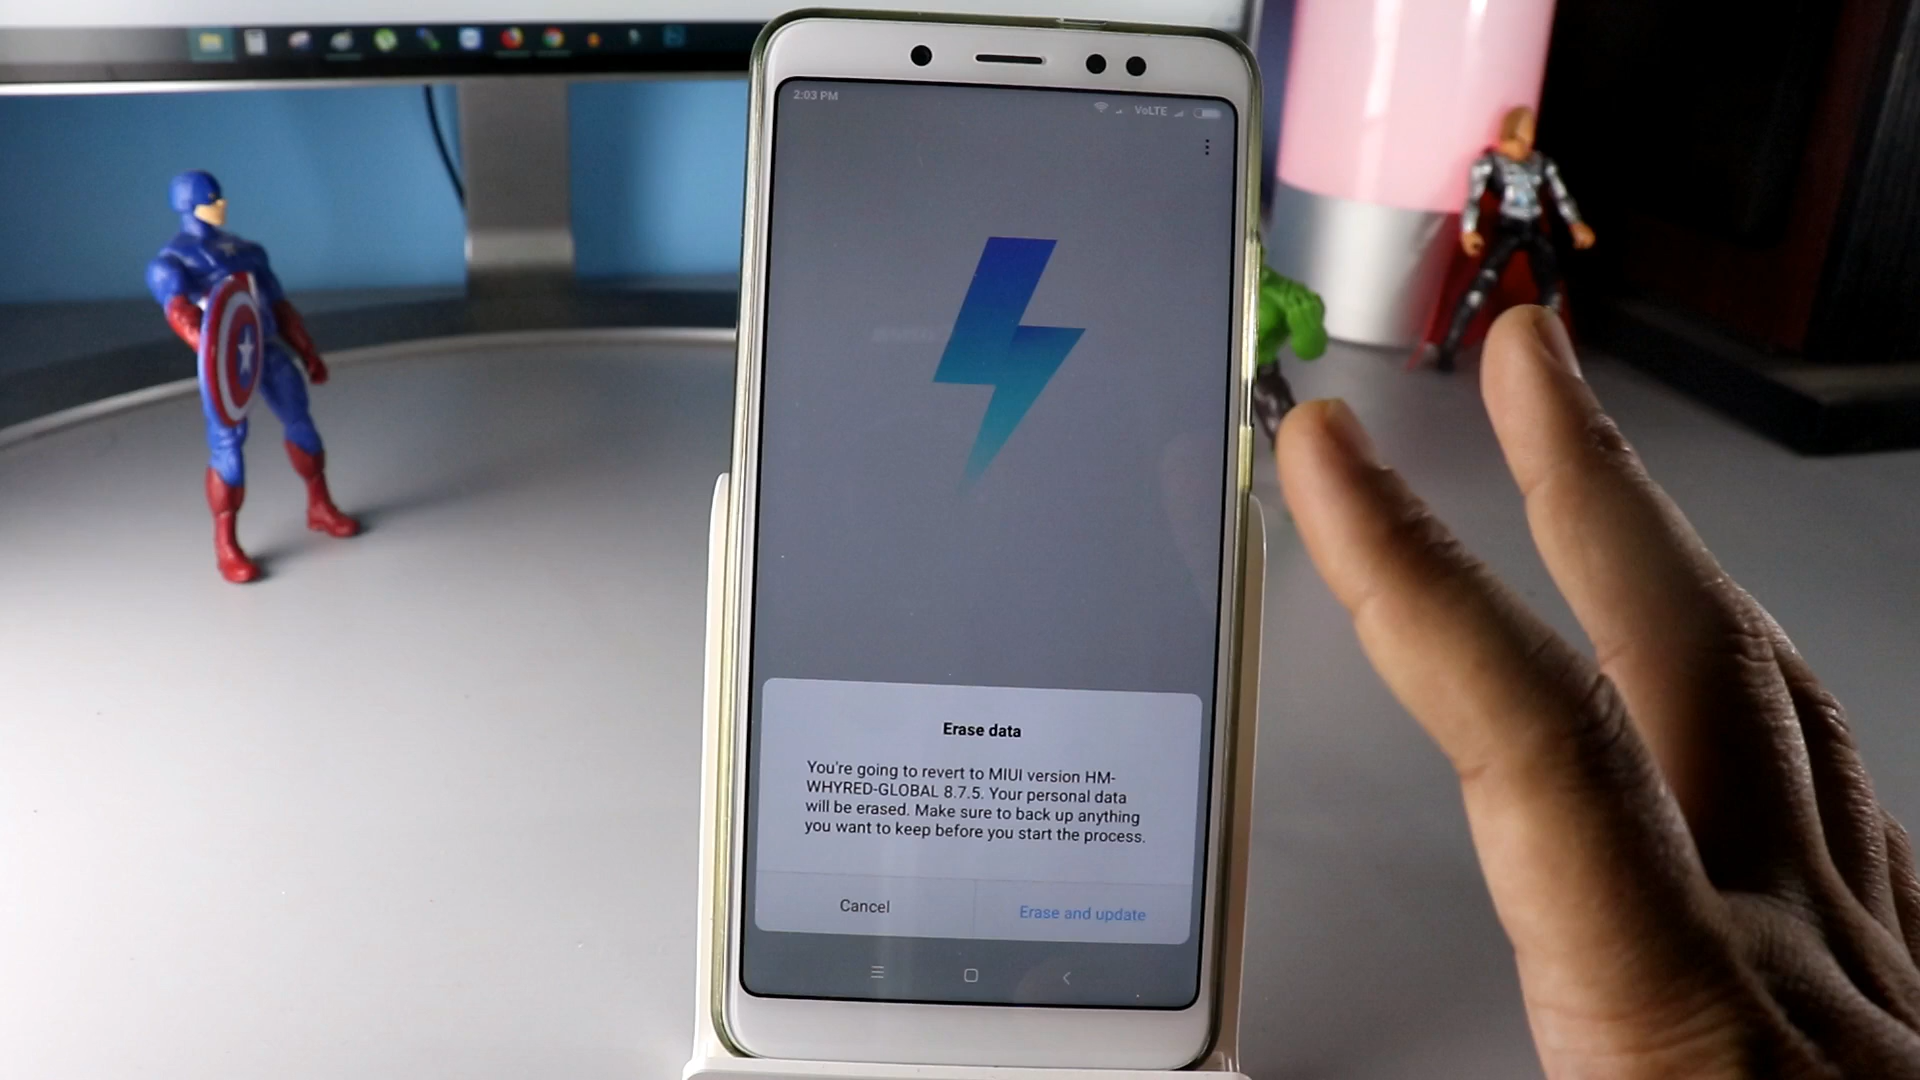 2:03 PM
VoLTE
Erase data
You're going to revert to MIUI version HM-
WHYRED-GLOBAL 8.7.5. Your personal data
will be erased. Make sure to back up anything
you want to keep before you start the process.
Cancel
Erase and update